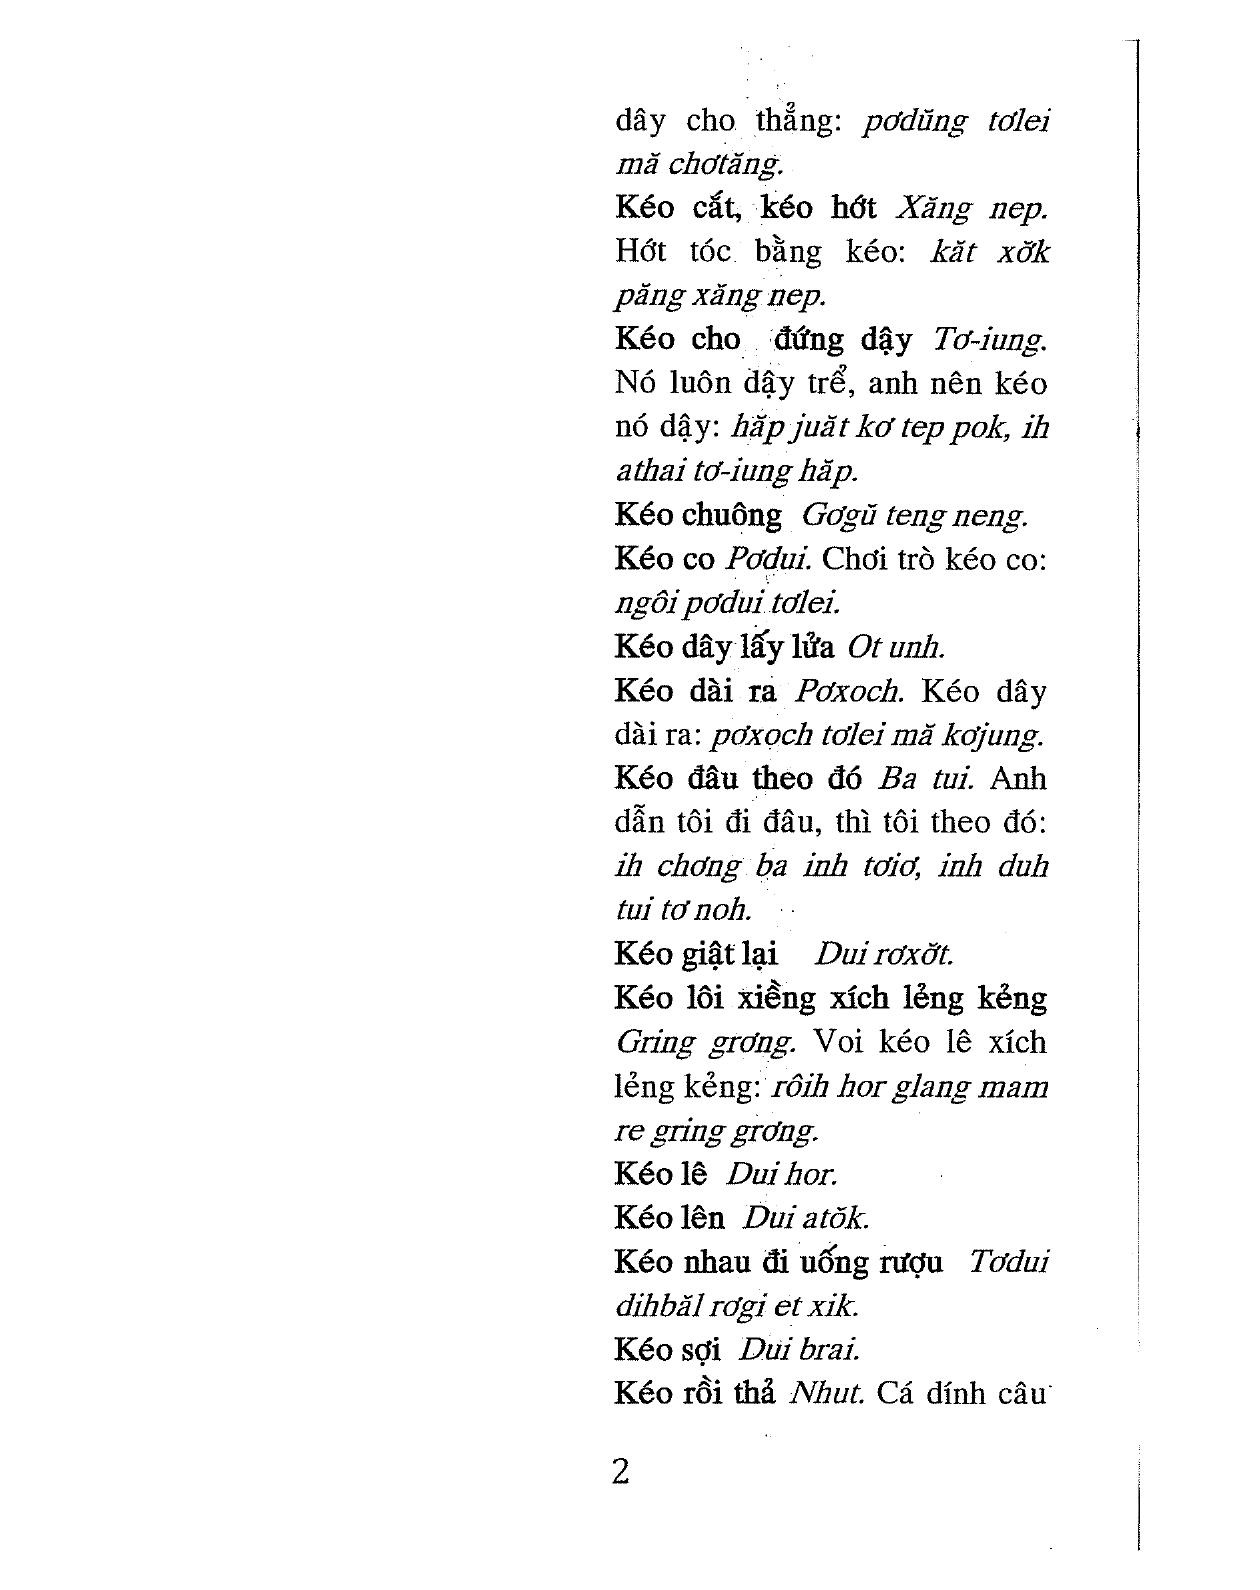 dây cho thẳng: pơdŭng tơlei
mă chơtăng.
Kéo cắt, kéo hớt Xăng nep.
Hớt tóc bằng kéo: kăt xơ̆k
păng xăng nep.
Kéo cho đứng dậy Tơ-iung.
Nó luôn dậy trể, anh nên kéo
nó dậy: hăp juăt kơ tep pok, ih
athai tơ-iung hăp.
Kéo chuông Gơgŭ teng neng.
Kéo co Pơdui. Chơi trò kéo co:
ngôi pơdui tơlei.
Kéo dây lấy lửa Ot unh.
Kéo dài ra Pơxoch. Kéo dây
dài ra: pơxoch tơlei mă kơjung.
Kéo đâu theo đó Ba tui. Anh
dẫn tôi đi đâu, thì tôi theo đó:
ih chơng ba inh tơiơ, inh duh
tui tơ noh.
Kéo giật lại Dui rơxơ̆t.
Kéo lôi xiềng xích lẻng kẻng
Gring grơng. Voi kéo lê xích
lẻng kẻng: rôih hor glang mam
re gring grơng.
Kéo lê Dui hor.
Kéo lên Dui atŏk.
Kéo nhau đi uống rượu Tơdui
dihbăl rơgi et xik.
Kéo sợi Dui brai.
Kéo rồi thả Nhut. Cá dính câu
2